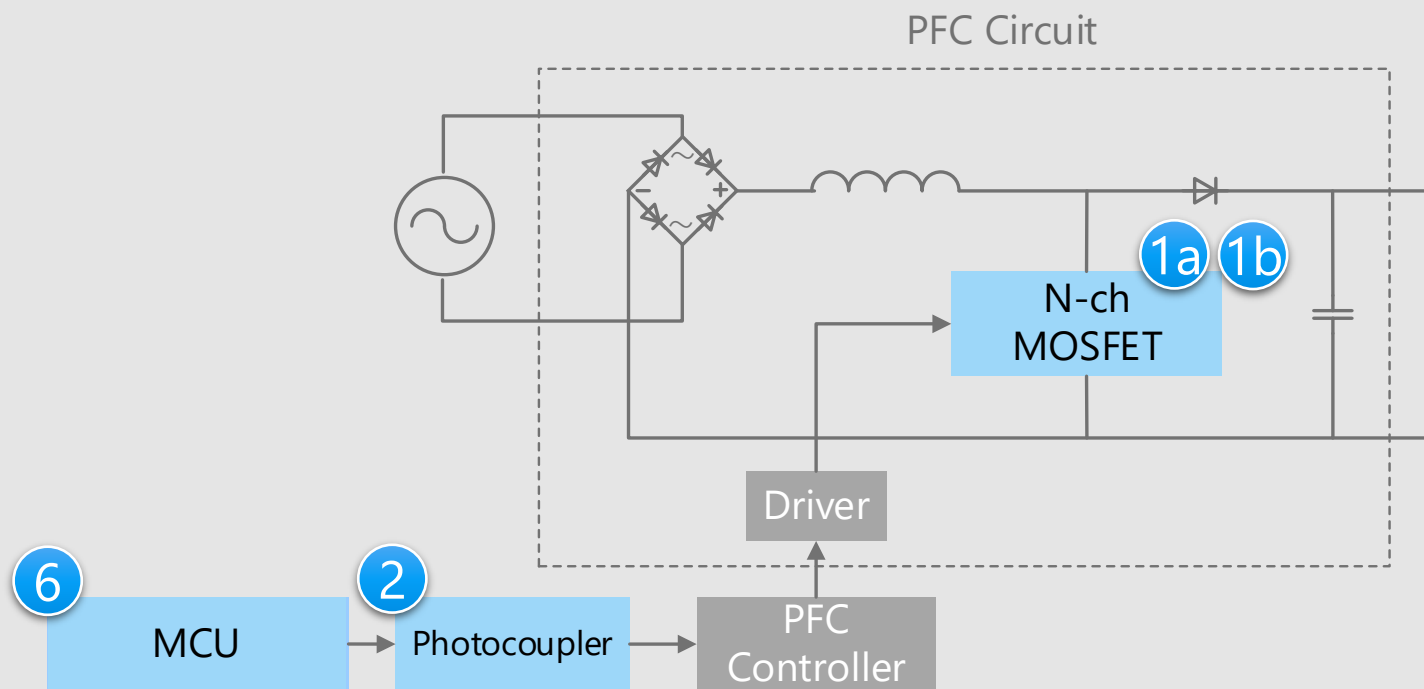 PFC Circuit
1a 1b
N-ch
MOSFET
Driver
6
2
MCU
Photocoupler
PFC
Controller